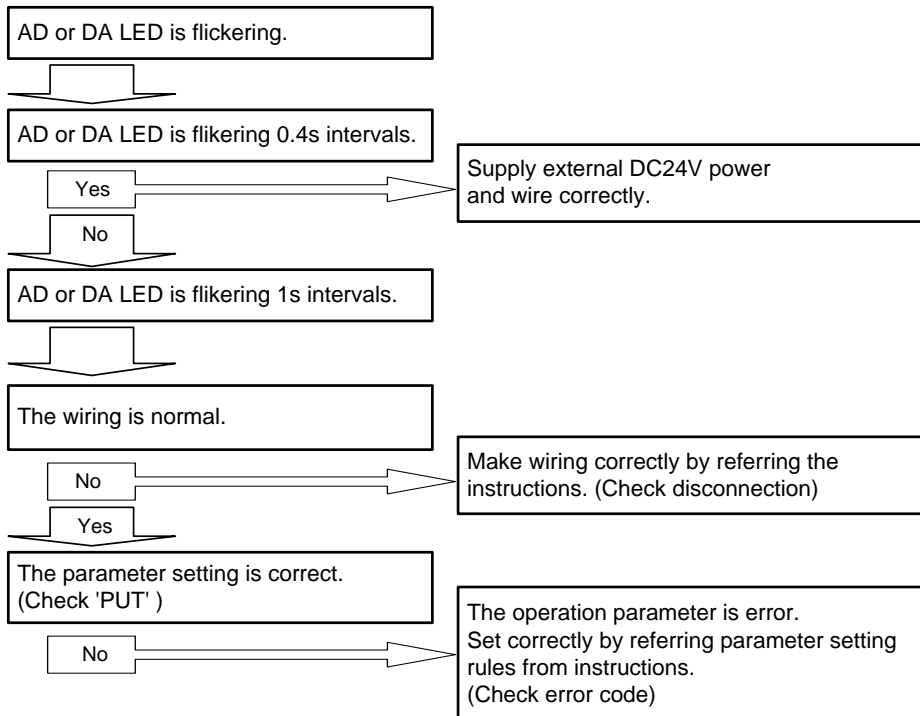 AD or DA LED is flickering.
AD or DA LED is flikering 0.4s intervals.
Yes
Supply external DC24V power
and wire correctly.
No
AD or DA LED is flikering 1s intervals.
The wiring is normal.
No
Make wiring correctly by referring the
instructions. (Check disconnection)
Yes
The parameter setting is correct.
(Check 'PUT' )
No
The operation parameter is error.
Set correctly by referring parameter setting
rules from instructions.
(Check error code)